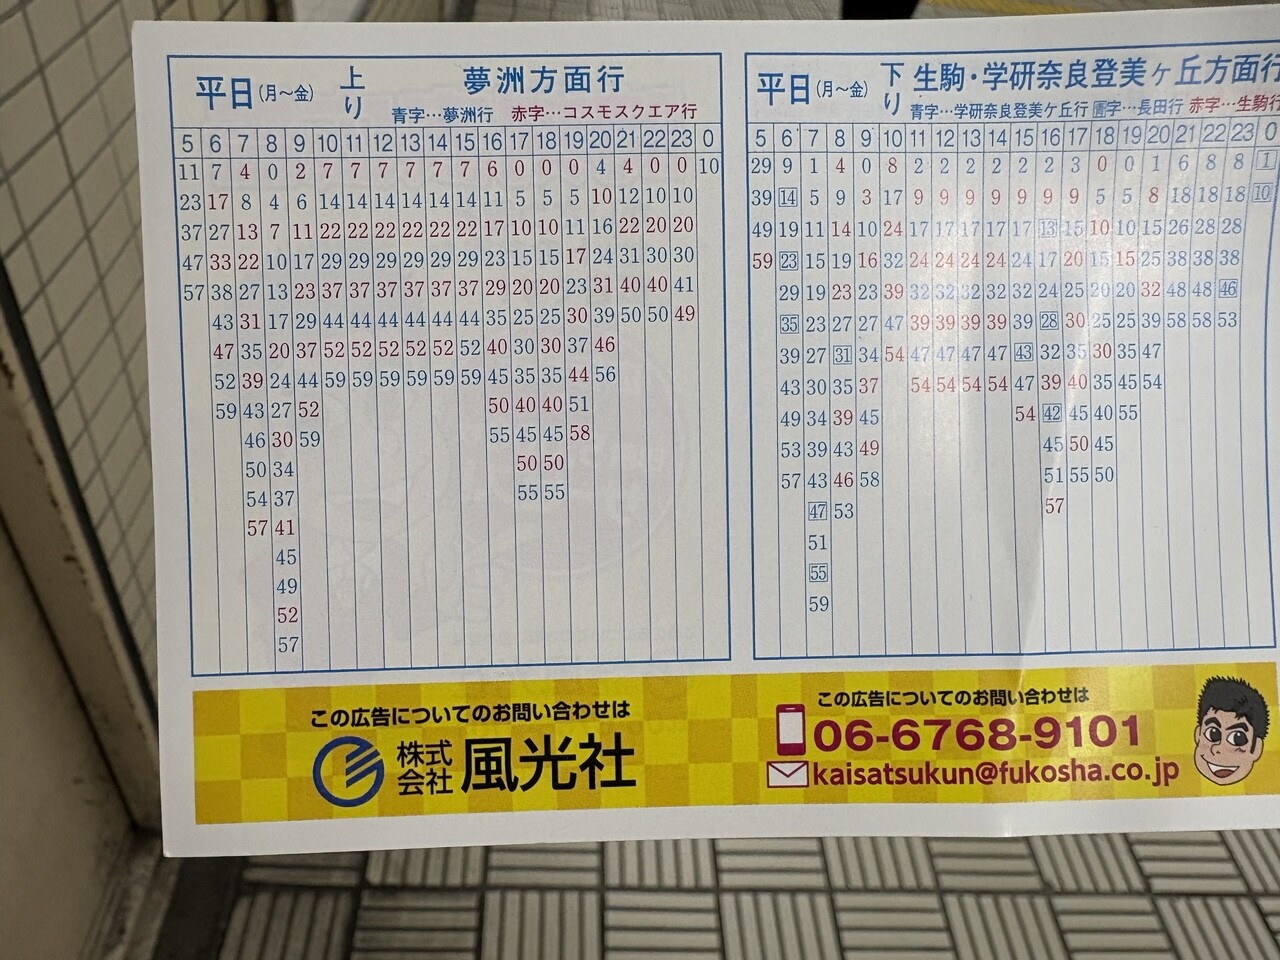 平日(月～金) 上り 夢洲方面行
青字…夢洲行 赤字…コスモスクエア行
5 6 7 8 9 10 11 12 13 14 15 16 17 18 19 20 21 22 23 0
11 7 4 0 2 7 7 7 7 7 7 6 0 0 0 4 4 0 0 10
23 17 8 4 6 14 14 14 14 14 14 11 5 5 5 10 12 10 10
37 27 13 7 11 22 22 22 22 22 22 17 10 10 11 16 22 20 20
47 33 22 10 17 29 29 29 29 29 29 23 15 15 17 24 31 30 30
57 38 27 13 23 37 37 37 37 37 37 29 20 20 23 31 40 40 41
43 31 17 29 44 44 44 44 44 44 35 25 25 30 39 50 50 49
47 35 20 37 52 52 52 52 52 52 40 30 30 37 46
52 39 24 44 59 59 59 59 59 59 45 35 35 44 56
59 43 27 52 50 40 40 51
46 30 59 55 45 45 58
50 34 50 50
54 37 55 55
57 41
45
49
52
57
平日(月～金) 下り 生駒・学研奈良登美ヶ丘方面行
青字…学研奈良登美ケ丘行 字…長田行 赤字…生駒行
5 6 7 8 9 10 11 12 13 14 15 16 17 18 19 20 21 22 23 0
29 9 1 4 0 8 2 2 2 2 2 2 3 0 0 1 6 8 8 1
39 14 5 9 3 17 9 9 9 9 9 9 9 5 5 8 18 18 18 10
49 19 11 14 10 24 17 17 17 17 17 13 15 10 10 15 26 28 28
59 23 15 19 16 32 24 24 24 24 24 17 20 15 15 25 38 38 38
29 19 23 23 39 32 32 32 32 32 24 25 20 20 32 48 48 46
35 23 27 27 47 39 39 39 39 39 28 30 25 25 39 58 58 53
39 27 31 34 54 47 47 47 47 43 32 35 30 35 47
43 30 35 37 54 54 54 54 47 39 40 35 45 54
49 34 39 45 54 42 45 40 55
53 39 43 49 45 50 45
57 43 46 58 51 55 50
47 53 57
51
55
59
この広告についてのお問い合わせは
株式会社 風光社
この広告についてのお問い合わせは
06-6768-9101
kaisatsukun@fukosha.co.jp